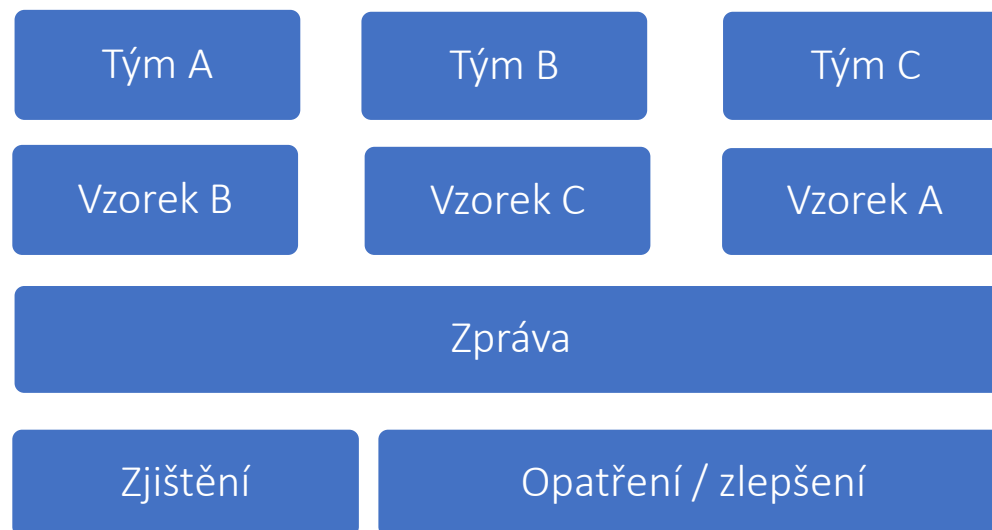 Tým A
Tým B
Tým C
Vzorek B
Vzorek C
Vzorek A
Zpráva
Zjištění
Opatření / zlepšení